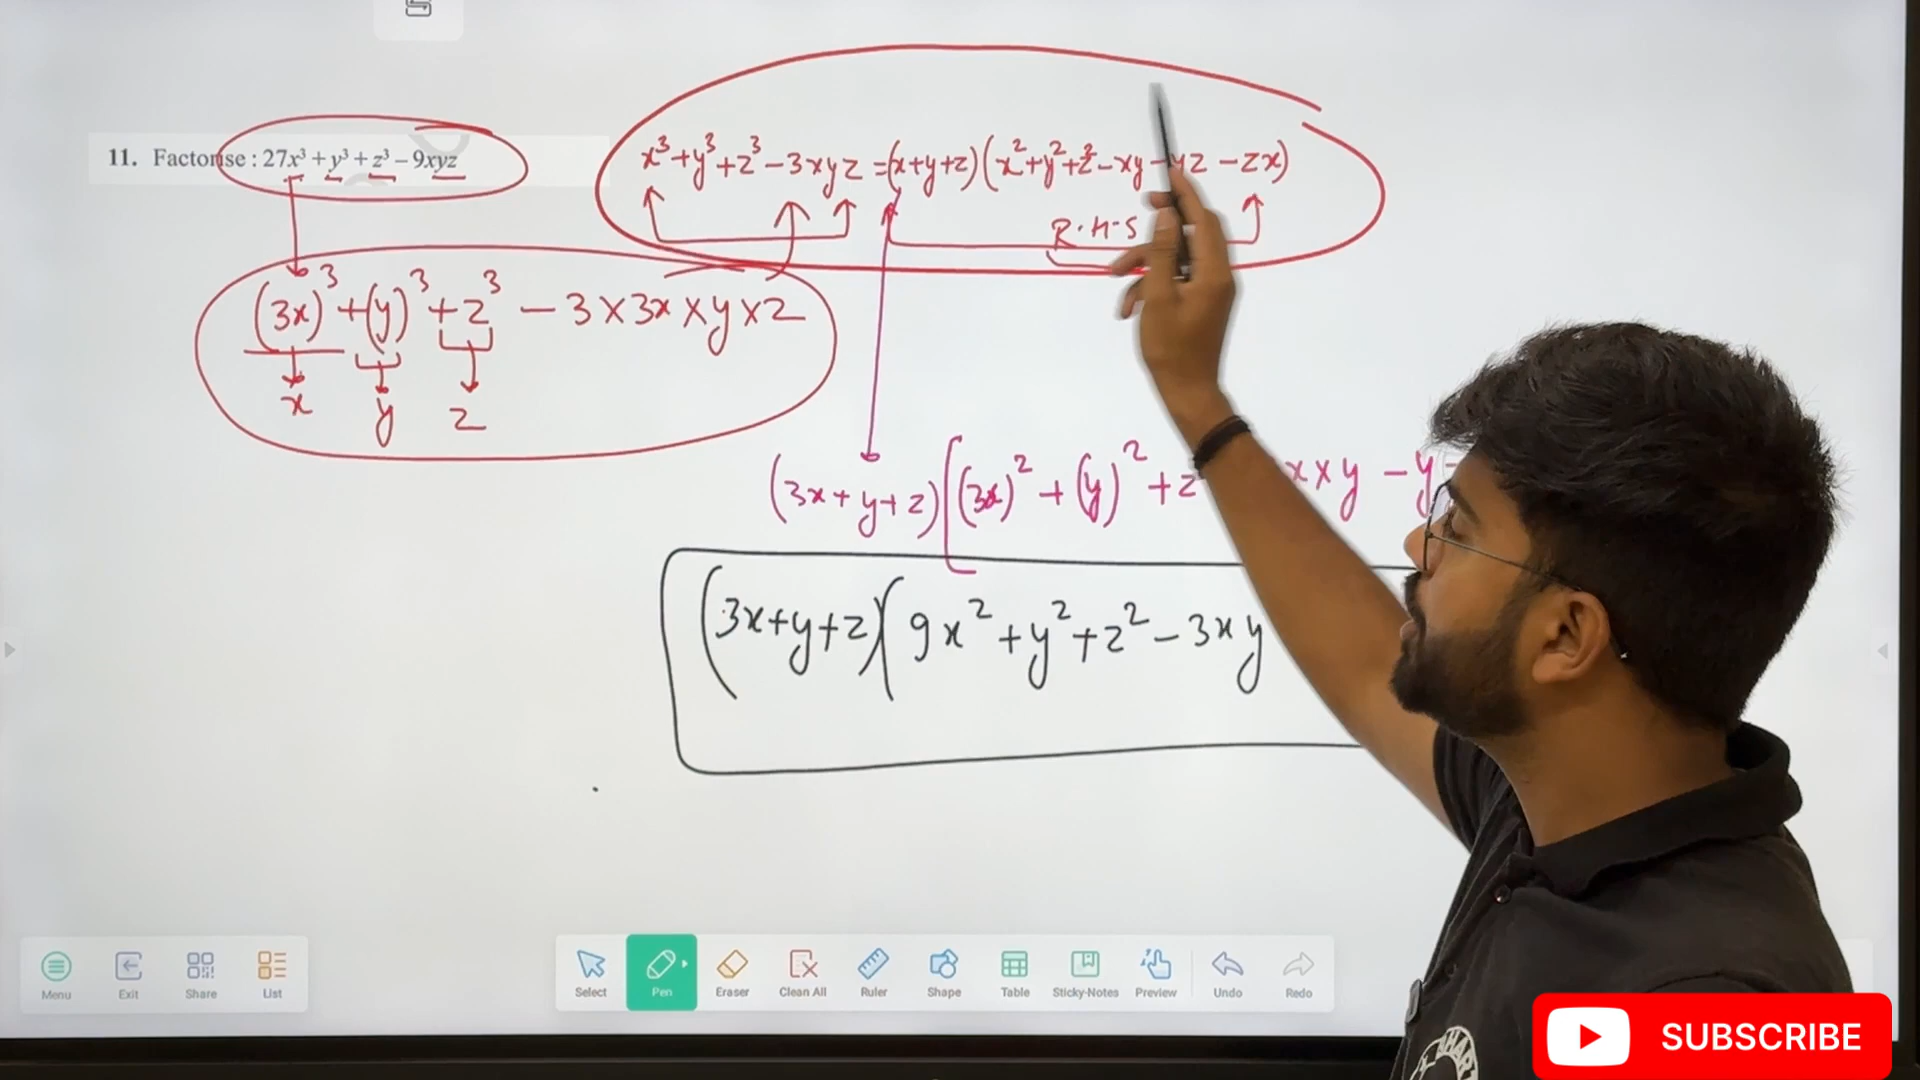 11. Factorise : 27x³ + y³ + z³ – 9xyz
x³+y³+z³-3xyz=(x+y+z)(x²+y²+z²-xy-yz-zx)
R.H.S
(3x)³+(y)³+z³-3×3x×y×z
x y z
(3x+y+z)[(3x)²+(y)²+z x×y -y
(3x+y+z)(9x²+y²+z²-3xy
Menu Exit Share List Select Pen Eraser Clean All Ruler Shape Table Sticky-Notes Preview Undo Redo
SUBSCRIBE